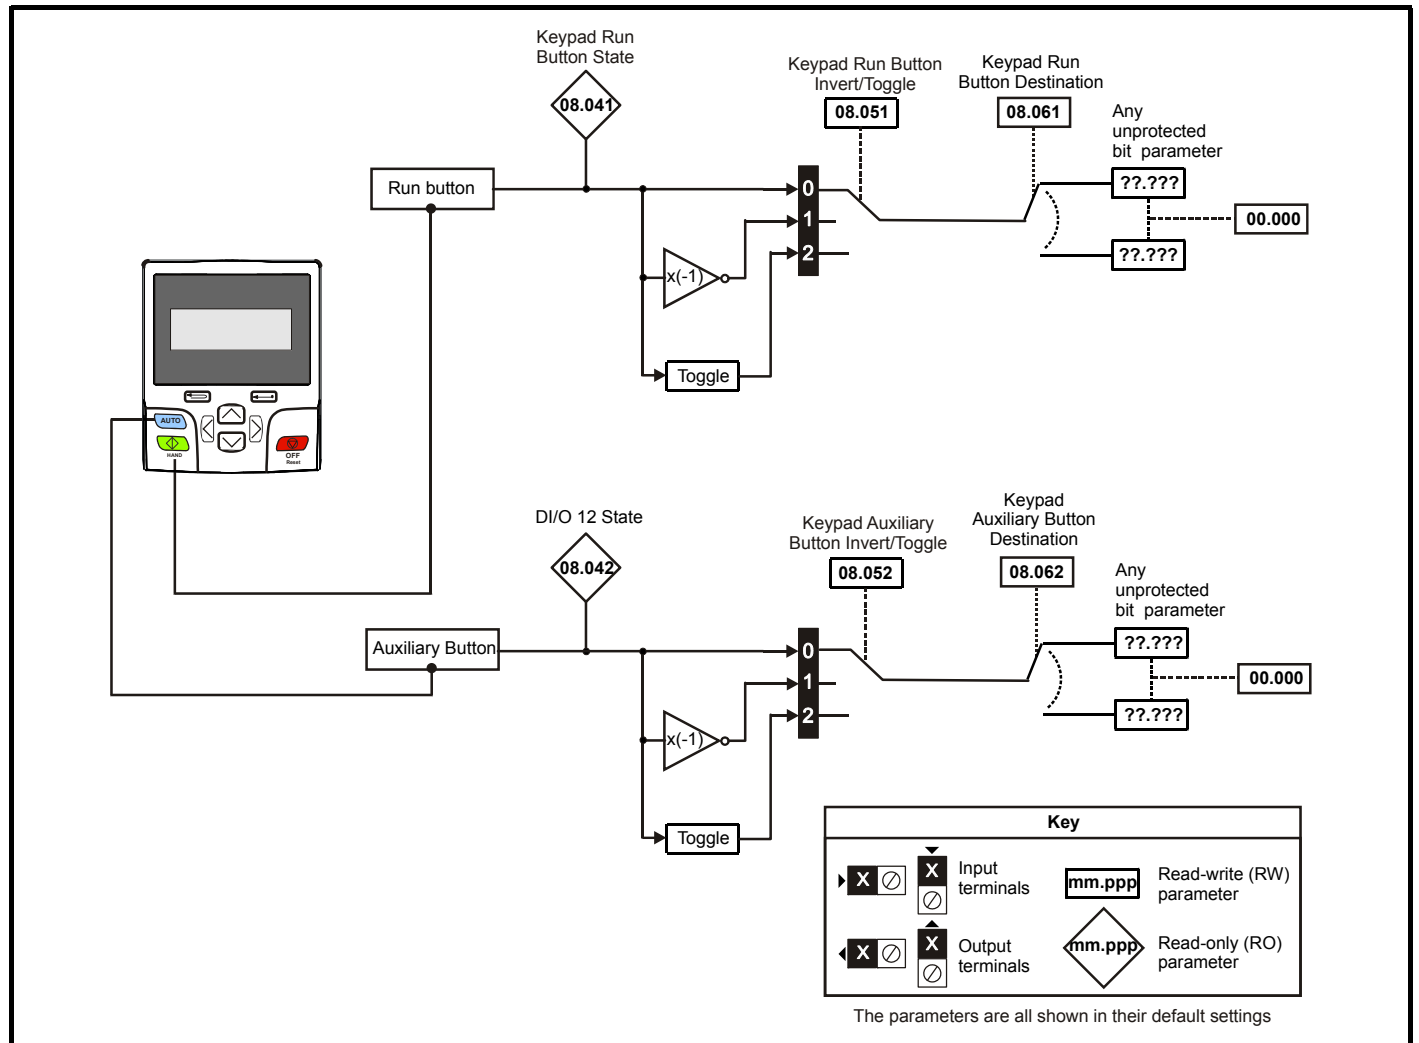 Keypad Run
Button State
08.041
Keypad Run Button
Invert/Toggle
08.051
Keypad Run
Button Destination
08.061
Any
unprotected
bit parameter
??.???
??.???
00.000
Run button
0
1
2
x(-1)
Toggle
AUTO
HAND
OFF
Reset
DI/O 12 State
08.042
Keypad Auxiliary
Button Invert/Toggle
08.052
Keypad
Auxiliary Button
Destination
08.062
Any
unprotected
bit parameter
??.???
??.???
00.000
Auxiliary Button
0
1
2
x(-1)
Toggle
Key
X
X
Input
terminals
mm.ppp
Read-write (RW)
parameter
X
X
Output
terminals
mm.ppp
Read-only (RO)
parameter
The parameters are all shown in their default settings